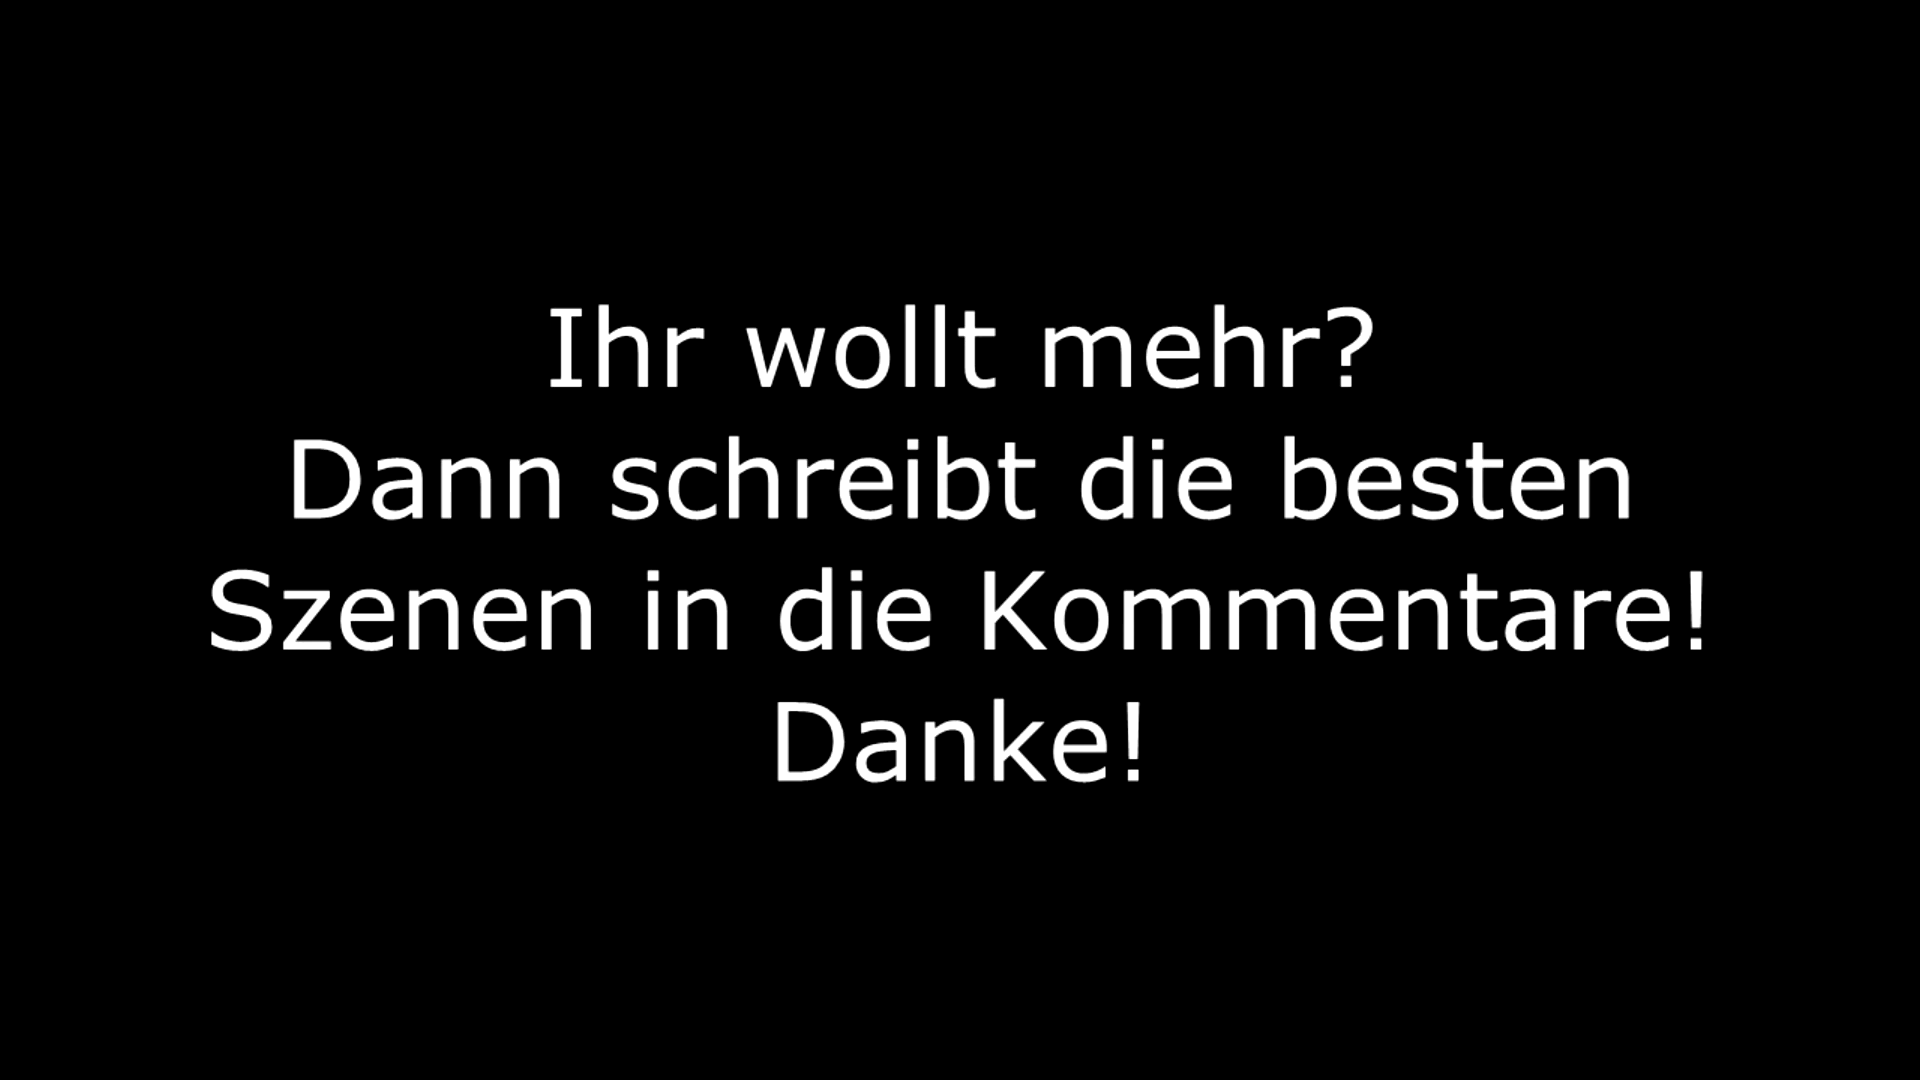 Ihr wollt mehr?
Dann schreibt die besten
Szenen in die Kommentare!
Danke!